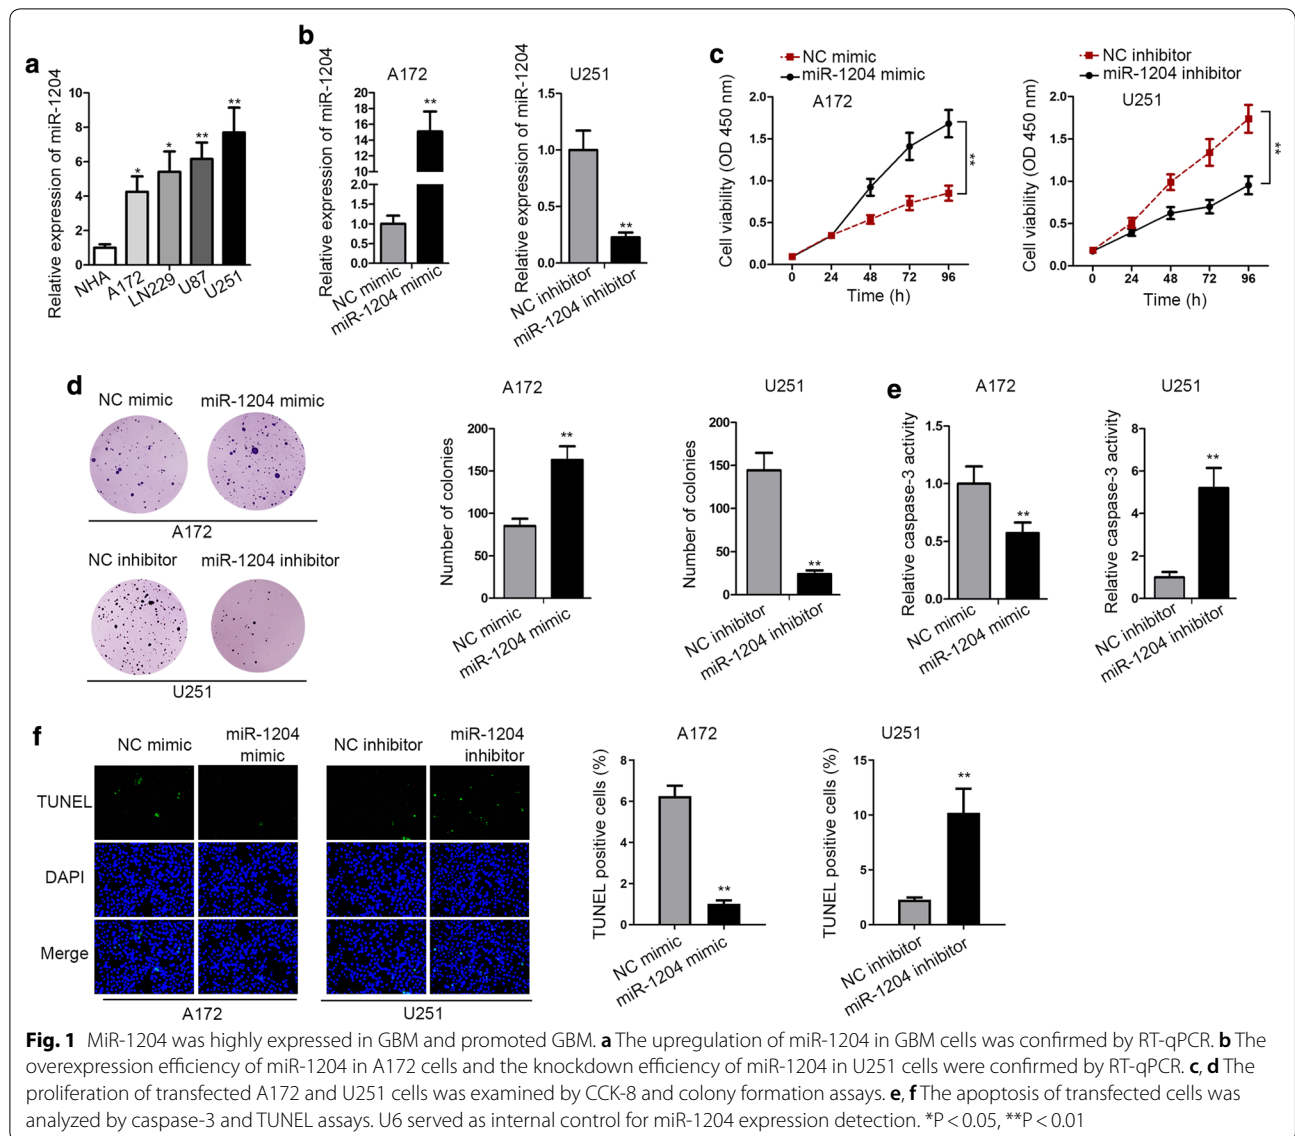 a
Relative expression of miR-1204
10
8
6
4
2
0
*
*
**
**
NHA
A172
LN229
U87
U251
b
A172
Relative expression of miR-1204
20
18
16
14
12
10
2.0
1.5
1.0
0.5
0.0
**
NC mimic
miR-1204 mimic
U251
Relative expression of miR-1204
1.5
1.0
0.5
0.0
**
NC inhibitor
miR-1204 inhibitor
c
NC mimic
miR-1204 mimic
A172
Cell viability (OD 450 nm)
2.0
1.5
1.0
0.5
0.0
**
0 24 48 72 96
Time (h)
NC inhibitor
miR-1204 inhibitor
U251
Cell viability (OD 450 nm)
2.0
1.5
1.0
0.5
0.0
**
0 24 48 72 96
Time (h)
d
NC mimic miR-1204 mimic
A172
NC inhibitor miR-1204 inhibitor
U251
A172
Number of colonies
200
150
100
50
0
**
NC mimic
miR-1204 mimic
U251
Number of colonies
200
150
100
50
0
**
NC inhibitor
miR-1204 inhibitor
e
A172
Relative caspase-3 activity
1.5
1.0
0.5
0.0
**
NC mimic
miR-1204 mimic
U251
Relative caspase-3 activity
8
6
4
2
0
**
NC inhibitor
miR-1204 inhibitor
f
NC mimic
miR-1204
mimic
NC inhibitor
miR-1204
inhibitor
TUNEL
DAPI
Merge
A172
U251
A172
TUNEL positive cells (%)
8
6
4
2
0
**
NC mimic
miR-1204 mimic
U251
TUNEL positive cells (%)
15
10
5
0
**
NC inhibitor
miR-1204 inhibitor
Fig. 1 MiR-1204 was highly expressed in GBM and promoted GBM. a The upregulation of miR-1204 in GBM cells was confirmed by RT-qPCR. b The
overexpression efficiency of miR-1204 in A172 cells and the knockdown efficiency of miR-1204 in U251 cells were confirmed by RT-qPCR. c, d The
proliferation of transfected A172 and U251 cells was examined by CCK-8 and colony formation assays. e, f The apoptosis of transfected cells was
analyzed by caspase-3 and TUNEL assays. U6 served as internal control for miR-1204 expression detection. *P < 0.05, **P < 0.01